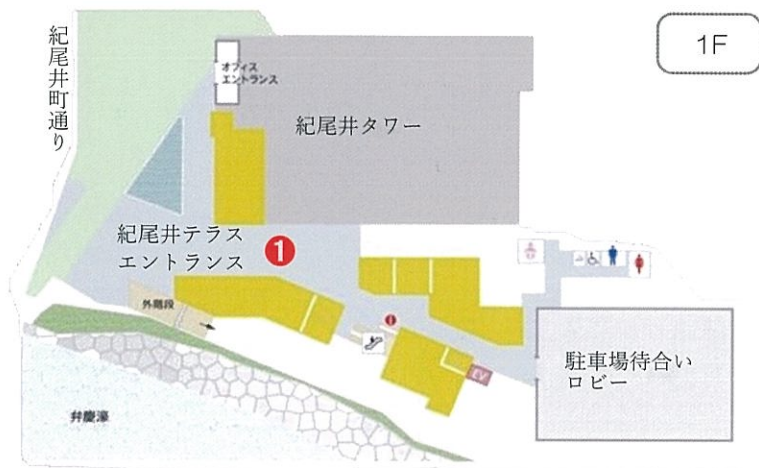 1F
紀尾井町通り
オフィス
エントランス
紀尾井タワー
紀尾井テラス
エントランス
1
外階段
EV
駐車場待合い
ロビー
弁慶濠